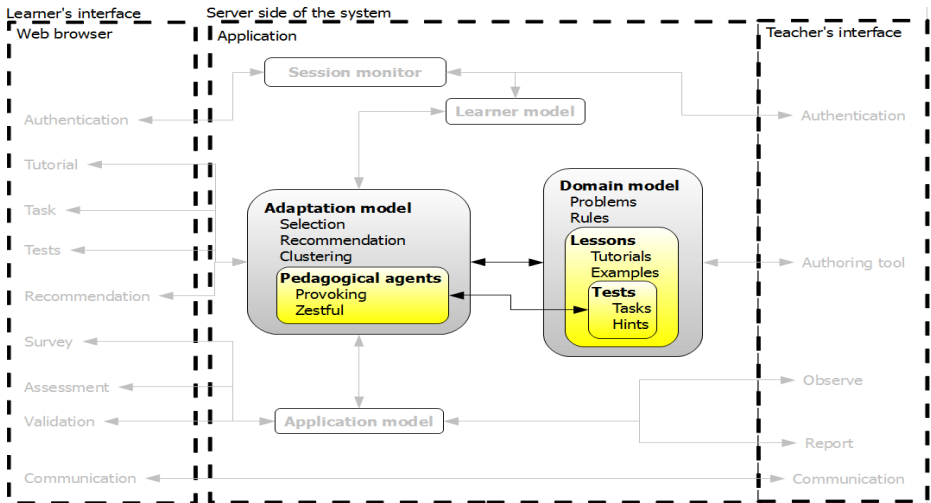 Learner's interface
Server side of the system
Web browser
Application
Teacher's interface
Session monitor
Learner model
Authentication
Authentication
Tutorial
Task
Tests
Recommendation
Adaptation model
Selection
Recommendation
Clustering
Pedagogical agents
Provoking
Zestful
Domain model
Problems
Rules
Lessons
Tutorials
Examples
Tests
Tasks
Hints
Authoring tool
Survey
Assessment
Validation
Application model
Observe
Report
Communication
Communication